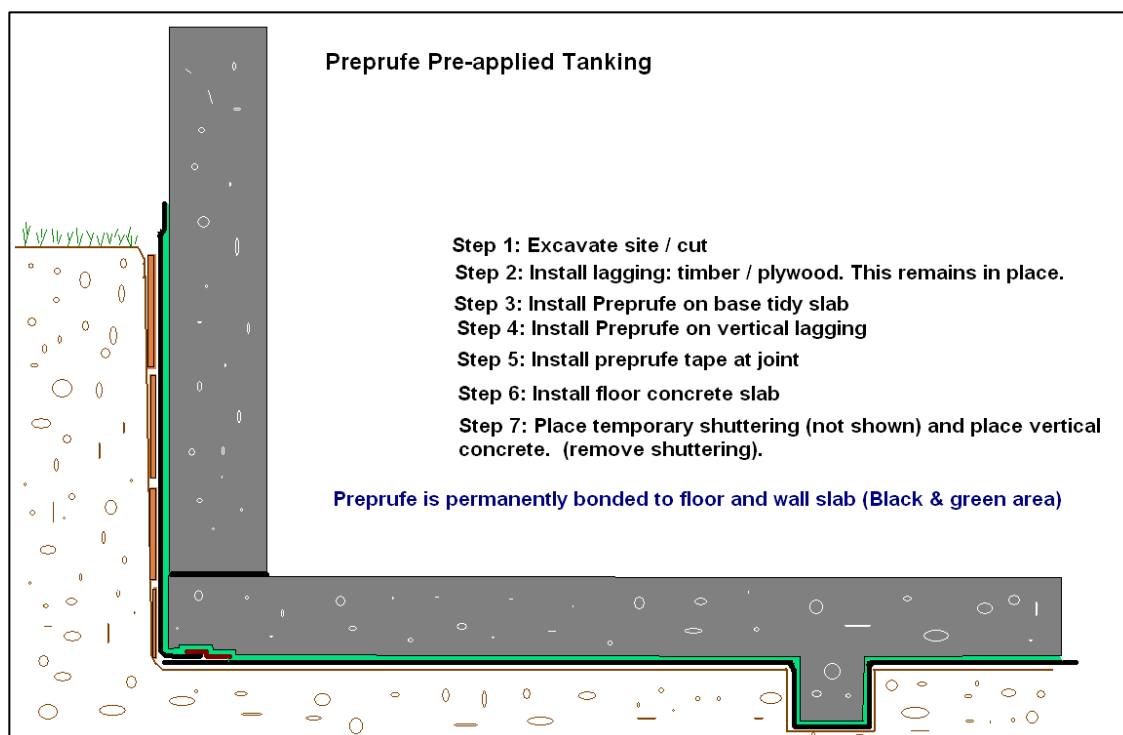 Preprufe Pre-applied Tanking
Step 1: Excavate site / cut
Step 2: Install lagging: timber / plywood. This remains in place.
Step 3: Install Preprufe on base tidy slab
Step 4: Install Preprufe on vertical lagging
Step 5: Install preprufe tape at joint
Step 6: Install floor concrete slab
Step 7: Place temporary shuttering (not shown) and place vertical
concrete.  (remove shuttering).
Preprufe is permanently bonded to floor and wall slab (Black & green area)